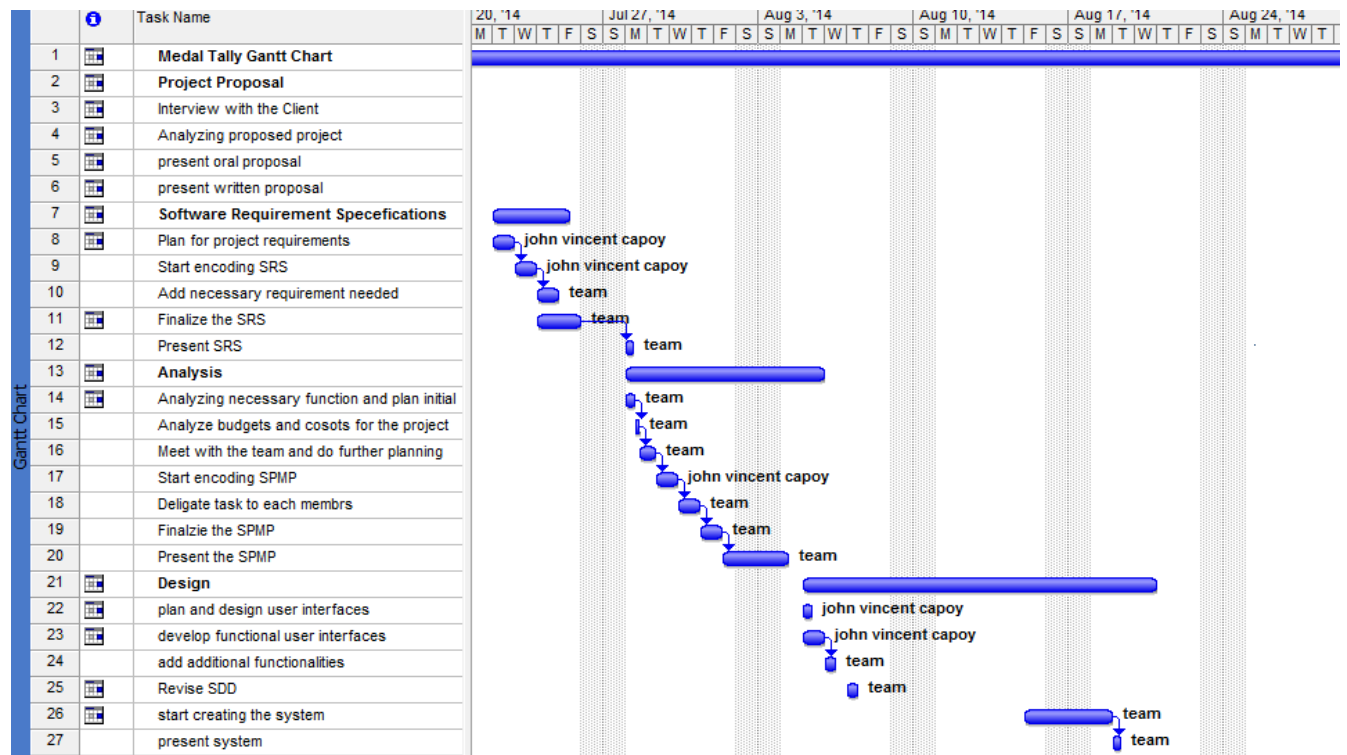 Task Name 20, '14 Jul 27, '14 Aug 3, '14 Aug 10, '14 Aug 17, '14 Aug 24, '14
M T W T F S S M T W T F S S M T W T F S S M T W T F S S M T W T F S S M T W T
1 Medal Tally Gantt Chart
2 Project Proposal
3 Interview with the Client
4 Analyzing proposed project
5 present oral proposal
6 present written proposal
7 Software Requirement Specefications
8 Plan for project requirements john vincent capoy
9 Start encoding SRS john vincent capoy
10 Add necessary requirement needed team
11 Finalize the SRS team
12 Present SRS team
13 Analysis
14 Analyzing necessary function and plan initial team
15 Analyze budgets and cosots for the project team
16 Meet with the team and do further planning team
17 Start encoding SPMP john vincent capoy
18 Deligate task to each membrs team
19 Finalzie the SPMP team
20 Present the SPMP team
21 Design
22 plan and design user interfaces john vincent capoy
23 develop functional user interfaces john vincent capoy
24 add additional functionalities team
25 Revise SDD team
26 start creating the system team
27 present system team
Gantt Chart